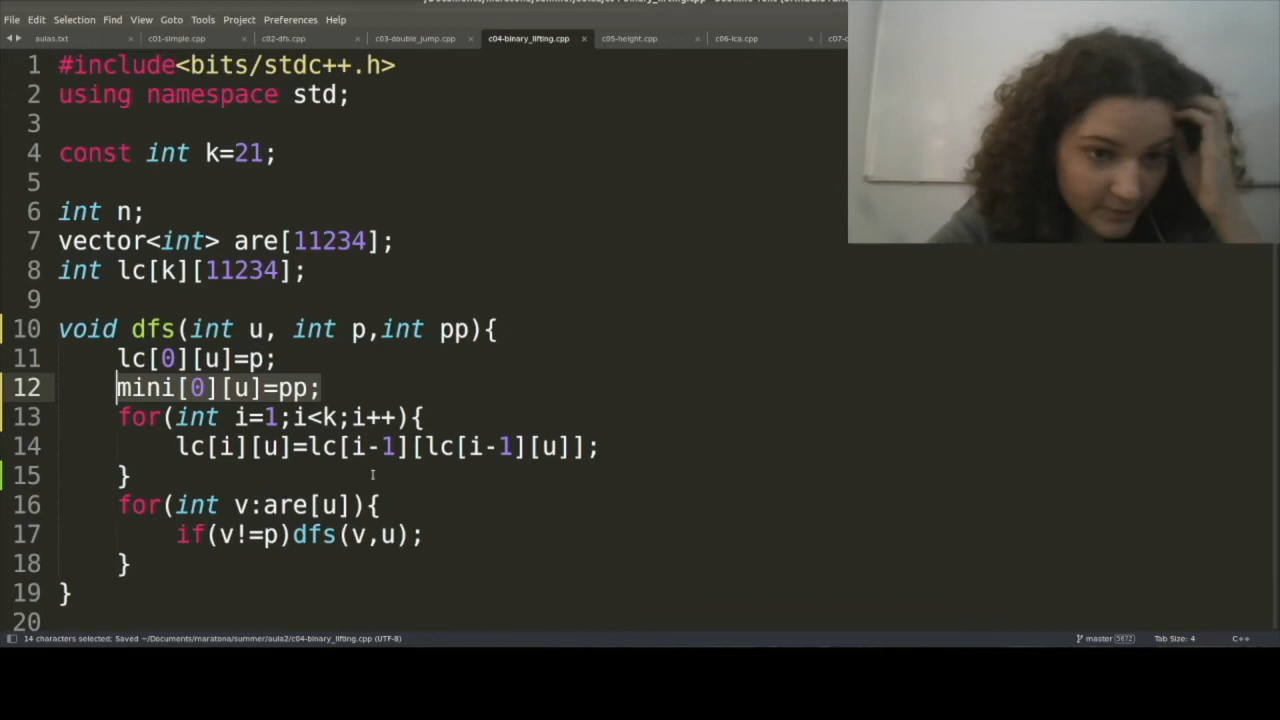 File Edit Selection Find View Goto Tools Project Preferences Help
aulas.txt c01-simple.cpp c02-dfs.cpp c03-double_jump.cpp c04-binary_lifting.cpp c05-height.cpp c06-lca.cpp
1 #include<bits/stdc++.h>
2 using namespace std;
3
4 const int k=21;
5
6 int n;
7 vector<int> are[11234];
8 int lc[k][11234];
9
10 void dfs(int u, int p,int pp){
11 lc[0][u]=p;
12 mini[0][u]=pp;
13 for(int i=1;i<k;i++){
14 lc[i][u]=lc[i-1][lc[i-1][u]];
15 }
16 for(int v:are[u]){
17 if(v!=p)dfs(v,u);
18 }
19 }
20
14 characters selected; Saved ~/Documents/maratona/summer/aula2/c04-binary_lifting.cpp (UTF-8) master 5672 Tab Size: 4 C++